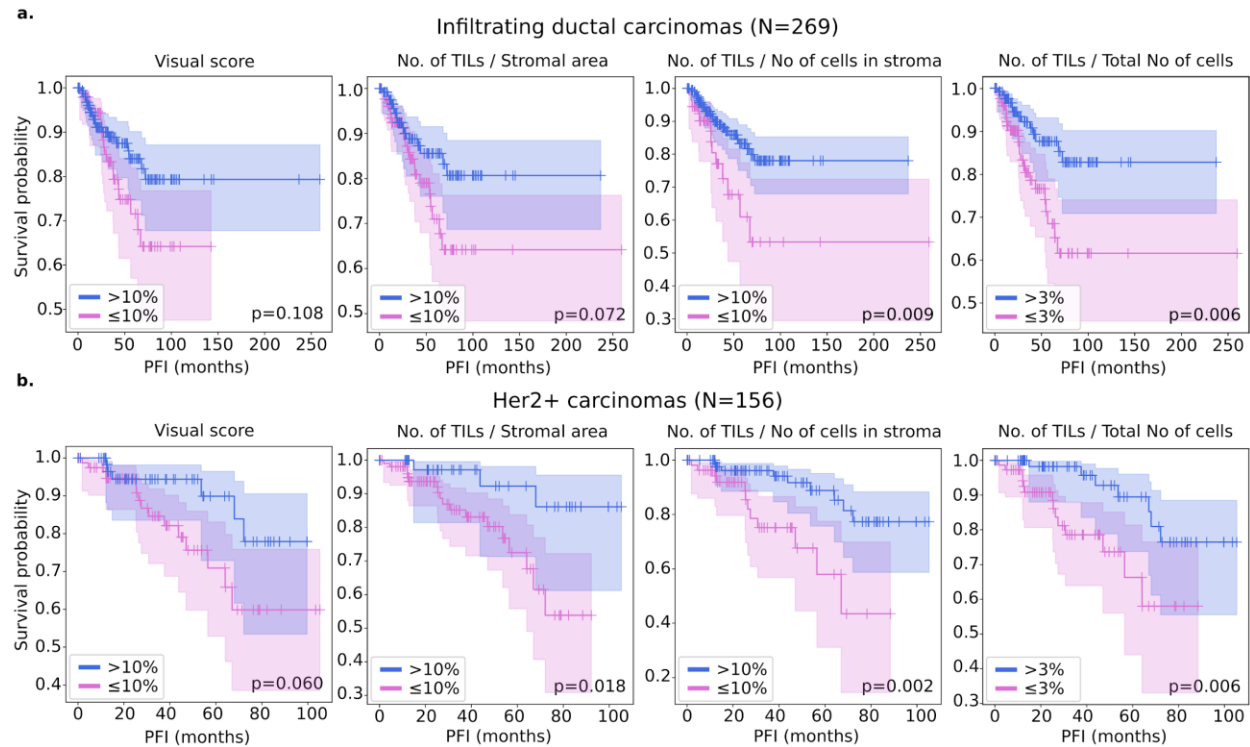 a.
Infiltrating ductal carcinomas (N=269)
Visual score
No. of TILs / Stromal area
No. of TILs / No of cells in stroma
No. of TILs / Total No of cells
Survival probability
1.0
0.9
0.8
0.7
0.6
0.5
>10%
≤10%
p=0.108
0 50 100 150 200 250
PFI (months)
1.0
0.9
0.8
0.7
0.6
0.5
>10%
≤10%
p=0.072
0 50 100 150 200 250
PFI (months)
1.0
0.9
0.8
0.7
0.6
0.5
0.4
0.3
>10%
≤10%
p=0.009
0 50 100 150 200 250
PFI (months)
1.0
0.9
0.8
0.7
0.6
0.5
>3%
≤3%
p=0.006
0 50 100 150 200 250
PFI (months)
b.
Her2+ carcinomas (N=156)
Visual score
No. of TILs / Stromal area
No. of TILs / No of cells in stroma
No. of TILs / Total No of cells
Survival probability
1.0
0.9
0.8
0.7
0.6
0.5
0.4
>10%
≤10%
p=0.060
0 20 40 60 80 100
PFI (months)
1.0
0.9
0.8
0.7
0.6
0.5
0.4
0.3
>10%
≤10%
p=0.018
0 20 40 60 80 100
PFI (months)
1.0
0.8
0.6
0.4
0.2
>10%
≤10%
p=0.002
0 20 40 60 80 100
PFI (months)
1.0
0.9
0.8
0.7
0.6
0.5
0.4
0.3
>3%
≤3%
p=0.006
0 20 40 60 80 100
PFI (months)